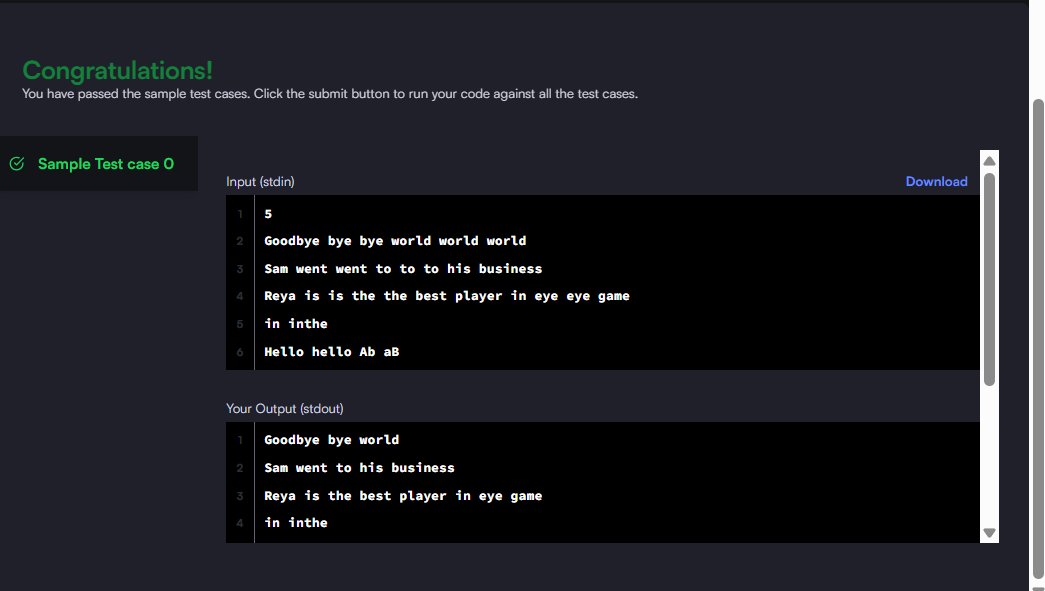 Congratulations!
You have passed the sample test cases. Click the submit button to run your code against all the test cases.
Sample Test case 0
Input (stdin)
Download
1 5
2 Goodbye bye bye world world world
3 Sam went went to to to his business
4 Reya is is the the best player in eye eye game
5 in inthe
6 Hello hello Ab aB
Your Output (stdout)
1 Goodbye bye world
2 Sam went to his business
3 Reya is the best player in eye game
4 in inthe